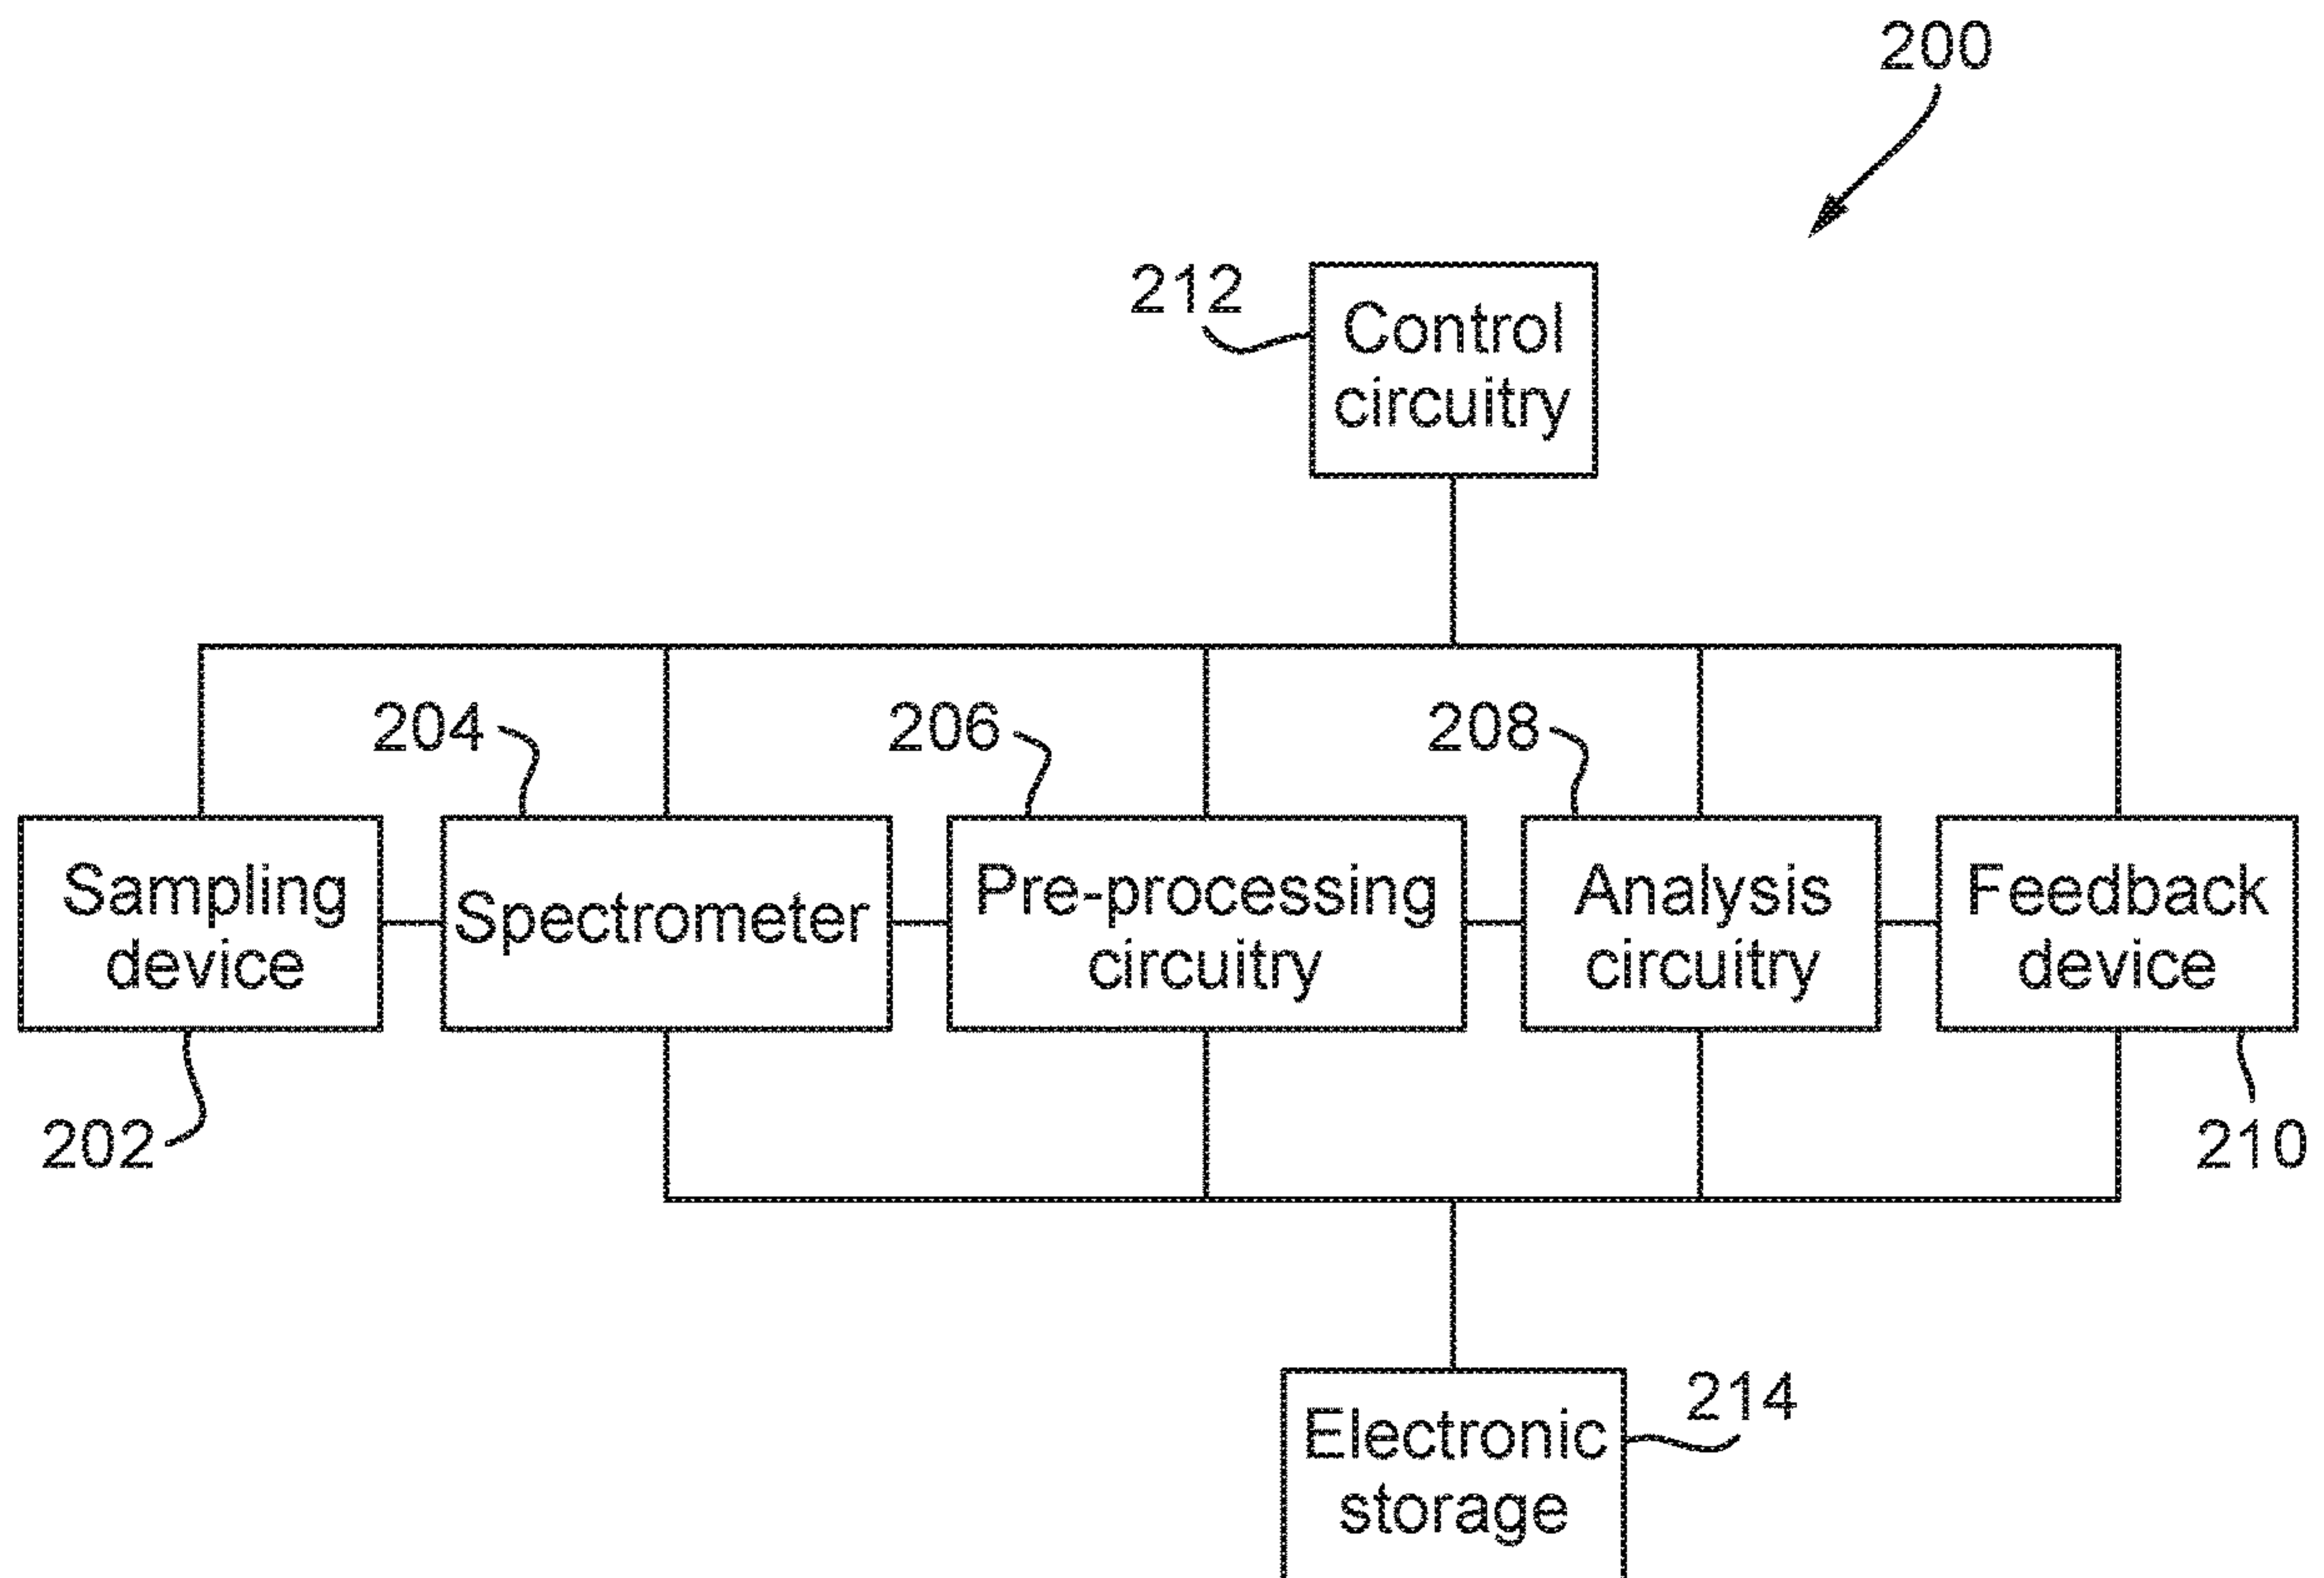 200
212
Control
circuitry
204
206
208
Sampling
device
Spectrometer
Pre-processing
circuitry
Analysis
circuitry
Feedback
device
202
210
214
Electronic
storage